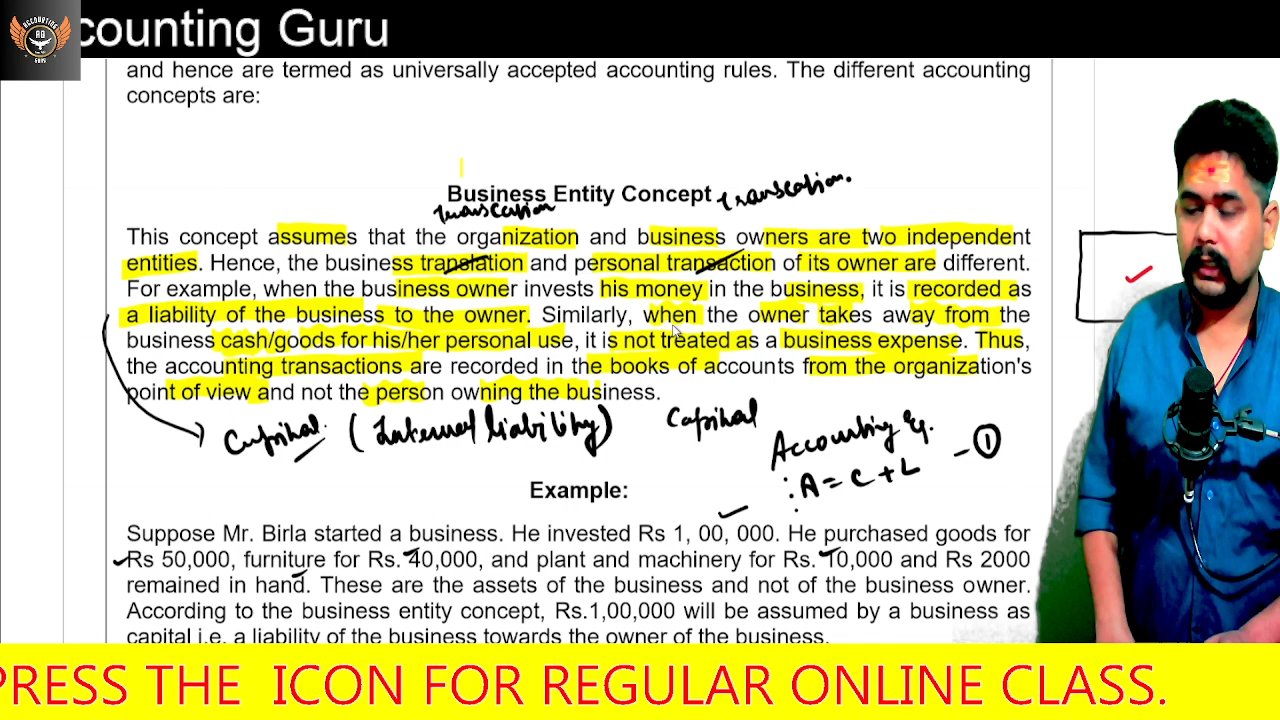 counting Guru
ACCOUNTING
AG
GURU
and hence are termed as universally accepted accounting rules. The different accounting
concepts are:
Business Entity Concept
transcation.
transcation
This concept assumes that the organization and business owners are two independent
entities. Hence, the business translation and personal transaction of its owner are different.
For example, when the business owner invests his money in the business, it is recorded as
a liability of the business to the owner. Similarly, when the owner takes away from the
business cash/goods for his/her personal use, it is not treated as a business expense. Thus,
the accounting transactions are recorded in the books of accounts from the organization's
point of view and not the person owning the business.
Capital. (Internal liability) Capital
Accounting Eq.
: A = C + L - ①
Example:
Suppose Mr. Birla started a business. He invested Rs 1, 00, 000. He purchased goods for
Rs 50,000, furniture for Rs. 40,000, and plant and machinery for Rs. 10,000 and Rs 2000
remained in hand. These are the assets of the business and not of the business owner.
According to the business entity concept, Rs.1,00,000 will be assumed by a business as
capital i.e. a liability of the business towards the owner of the business.
PRESS THE ICON FOR REGULAR ONLINE CLASS.